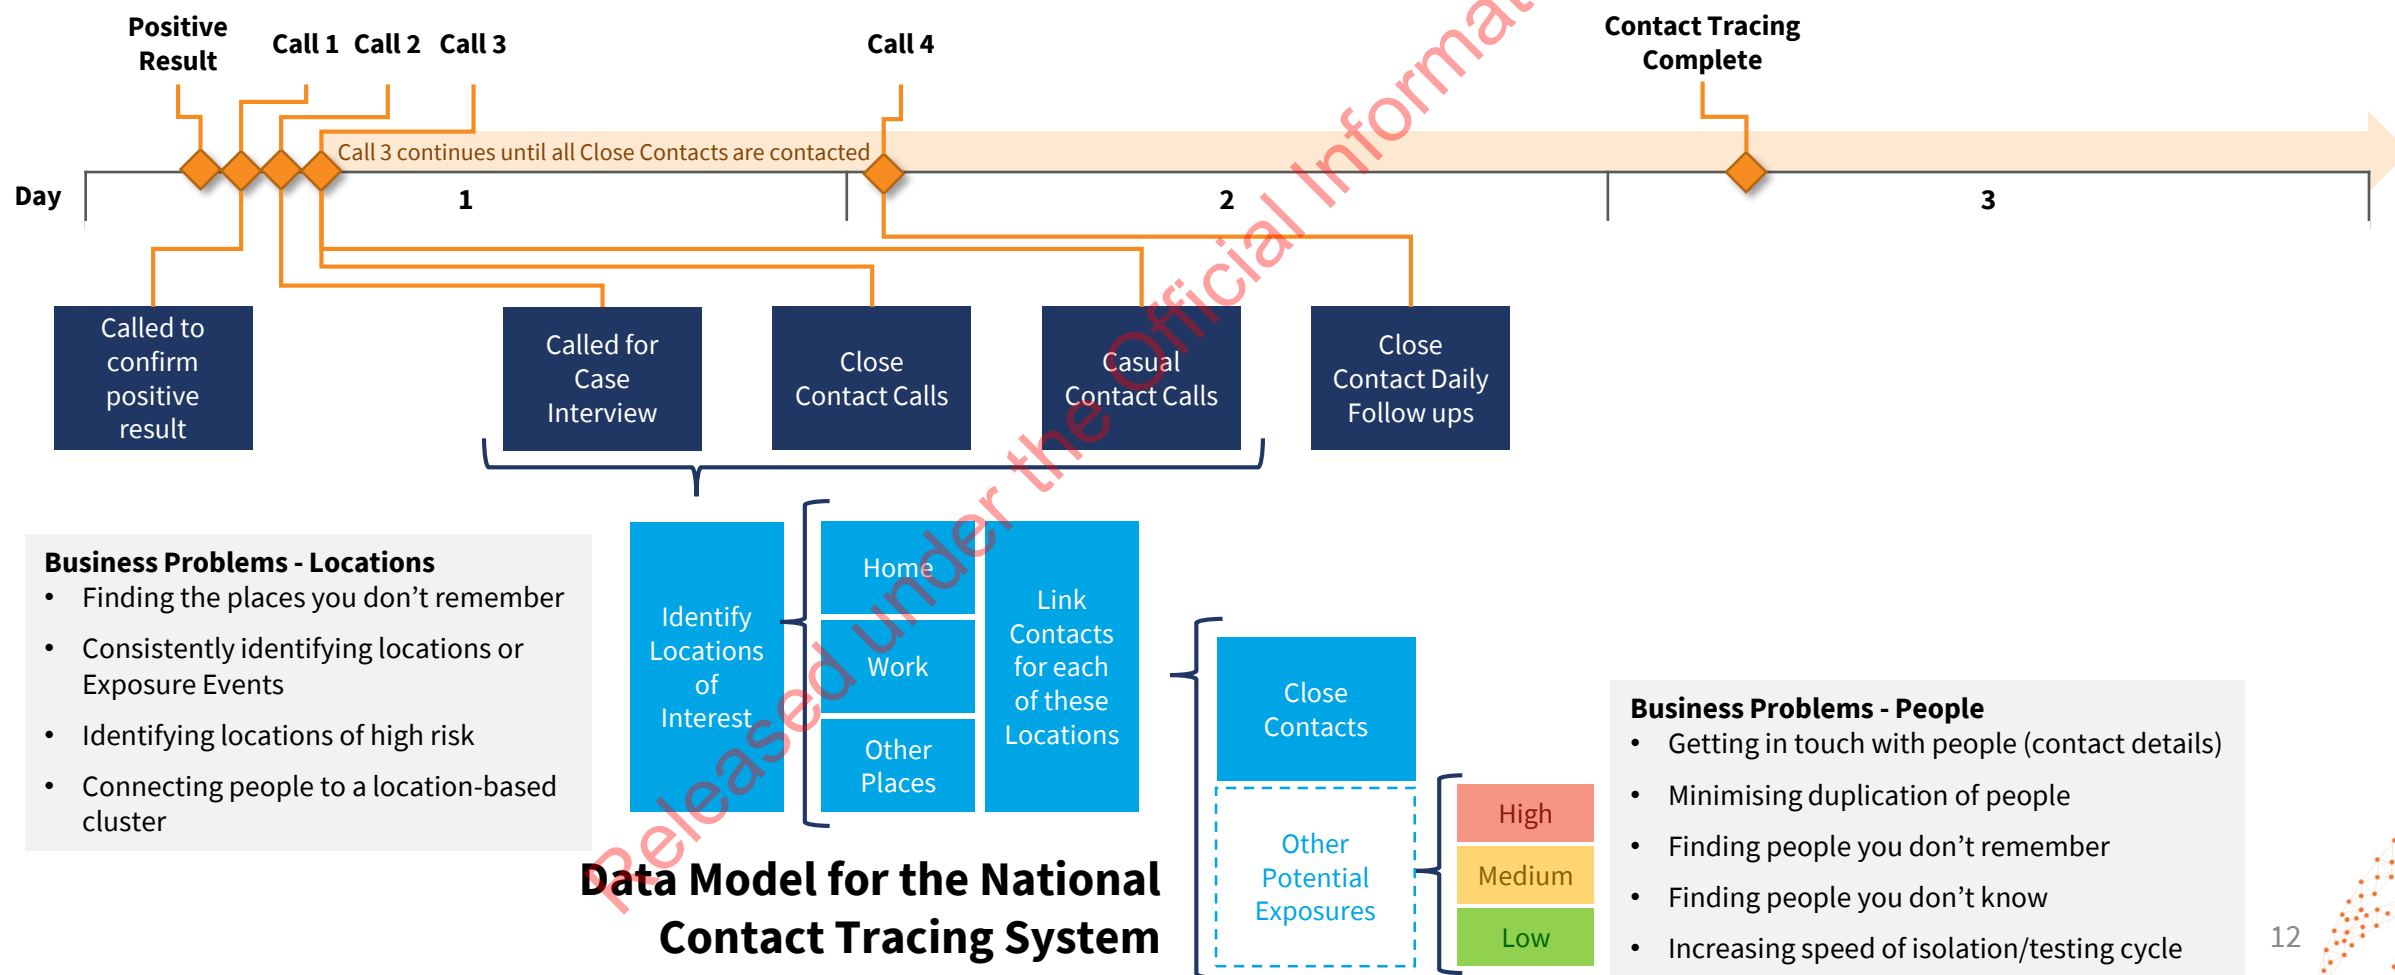 Positive
Result
Call 1
Call 2
Call 3
Call 4
Contact Tracing
Complete
Call 3 continues until all Close Contacts are contacted
Day
1
2
3
Called to
confirm
positive
result
Called for
Case
Interview
Close
Contact Calls
Casual
Contact Calls
Close
Contact Daily
Follow ups
Business Problems - Locations
• Finding the places you don't remember
• Consistently identifying locations or
Exposure Events
• Identifying locations of high risk
• Connecting people to a location-based
cluster
Identify
Locations
of
Interest
Home
Work
Other
Places
Link
Contacts
for each
of these
Locations
Close
Contacts
Other
Potential
Exposures
High
Medium
Low
Business Problems - People
• Getting in touch with people (contact details)
• Minimising duplication of people
• Finding people you don't remember
• Finding people you don't know
• Increasing speed of isolation/testing cycle
Data Model for the National
Contact Tracing System
12
Released under the Official